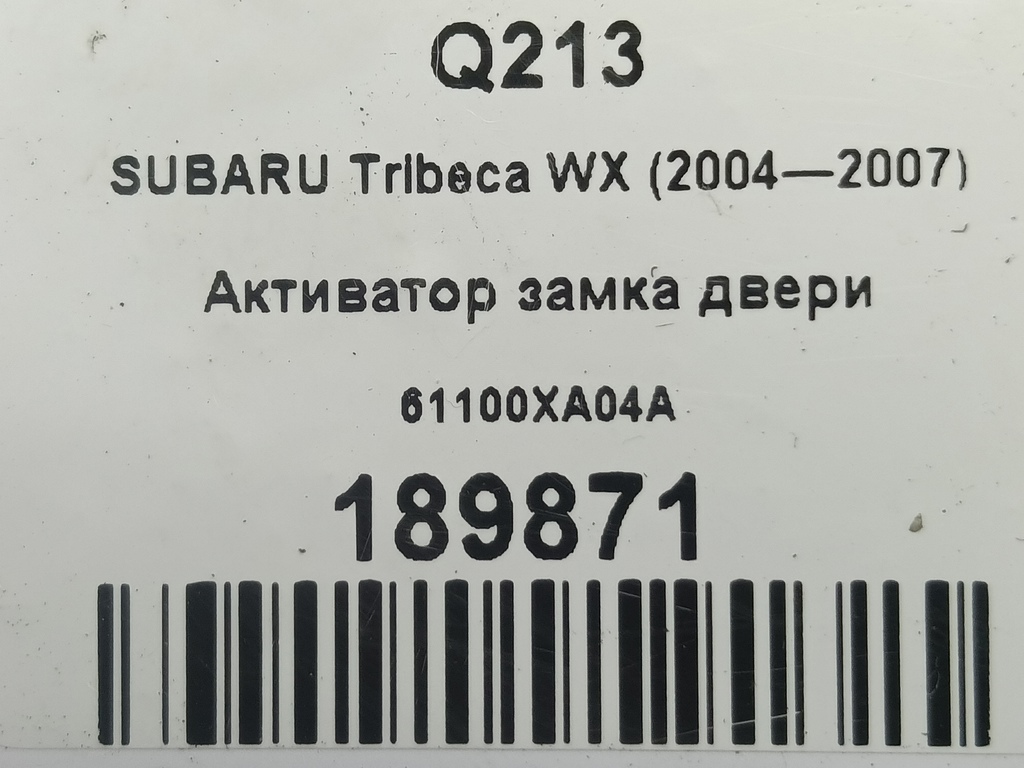 Q213
SUBARU Tribeca WX (2004—2007)
Активатор замка двери
61100XA04A
189871